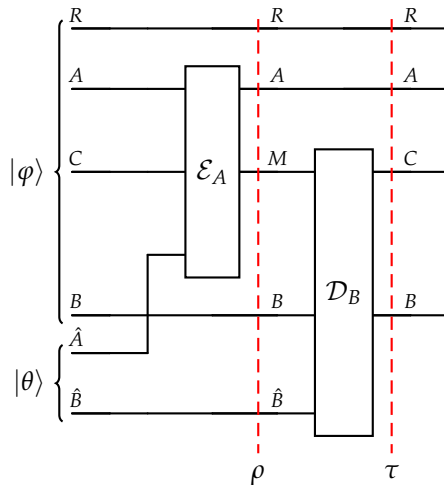 R R R
A A A
C M C
|φ⟩
ℰ_A
B B B
𝒟_B
Â
|θ⟩
B̂ B̂
ρ τ